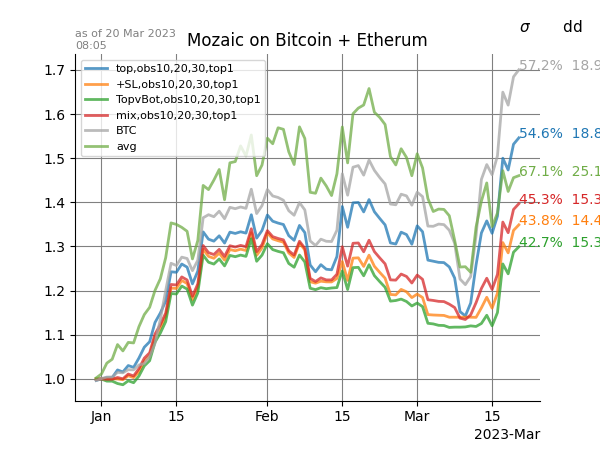 as of 20 Mar 2023
08:05
Mozaic on Bitcoin + Etherum
σ dd
top,obs10,20,30,top1
+SL,obs10,20,30,top1
TopvBot,obs10,20,30,top1
mix,obs10,20,30,top1
BTC
avg
57.2% 18.9
54.6% 18.8
67.1% 25.1
45.3% 15.3
43.8% 14.4
42.7% 15.3
1.7
1.6
1.5
1.4
1.3
1.2
1.1
1.0
Jan 15 Feb 15 Mar 15
2023-Mar